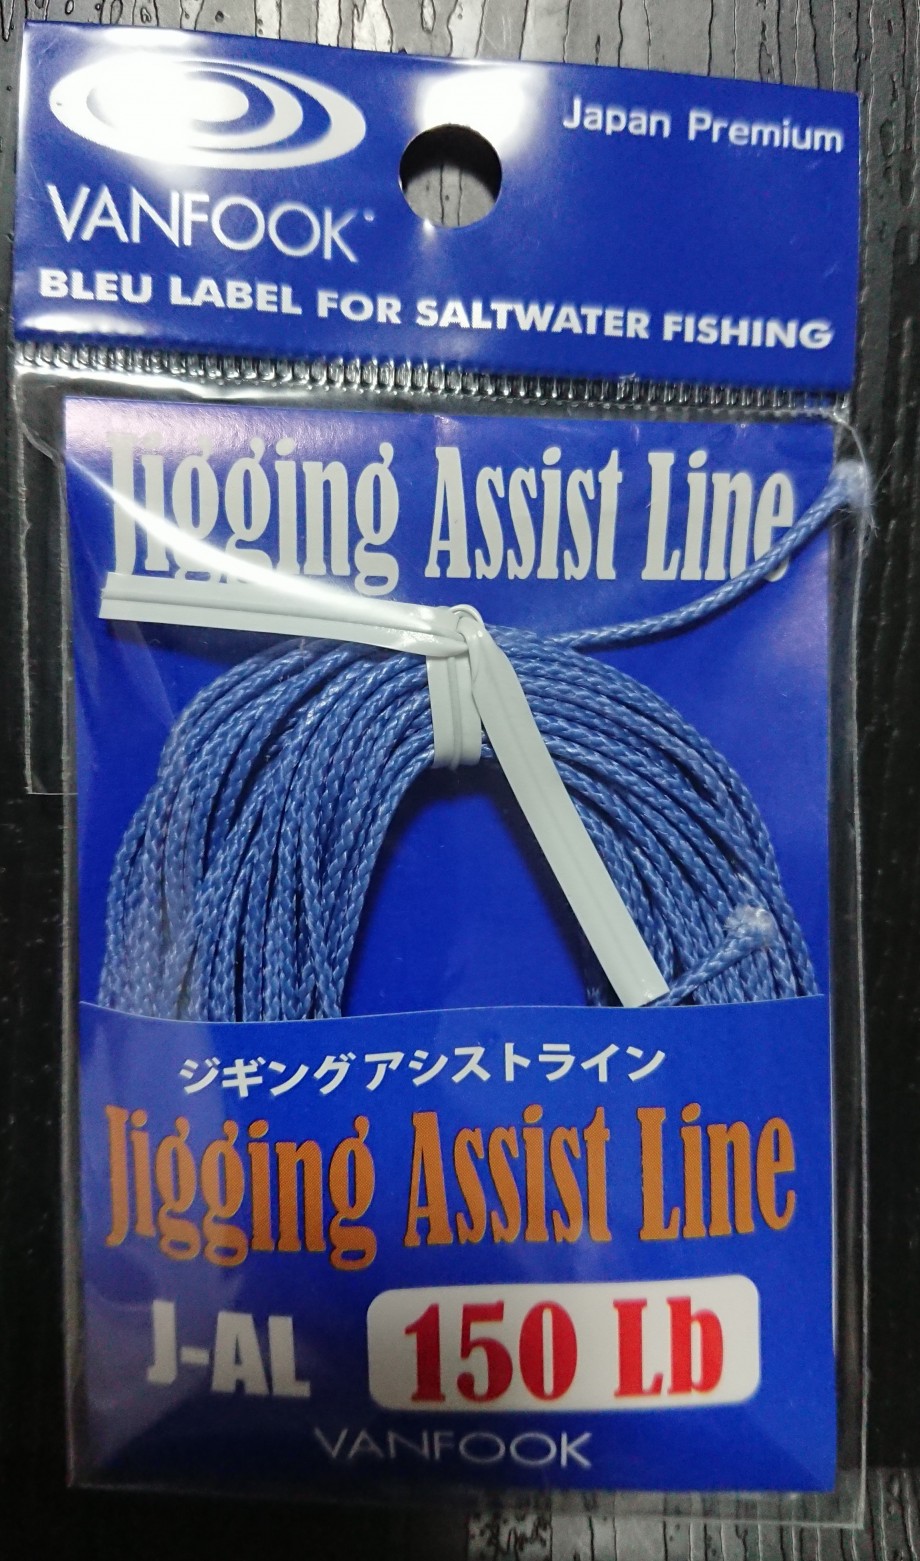 Japan Premium
VANFOOK
BLEU LABEL FOR SALTWATER FISHING
Jigging Assist Line
ジギングアシストライン
Jigging Assist Line
J-AL
150 Lb
VANFOOK